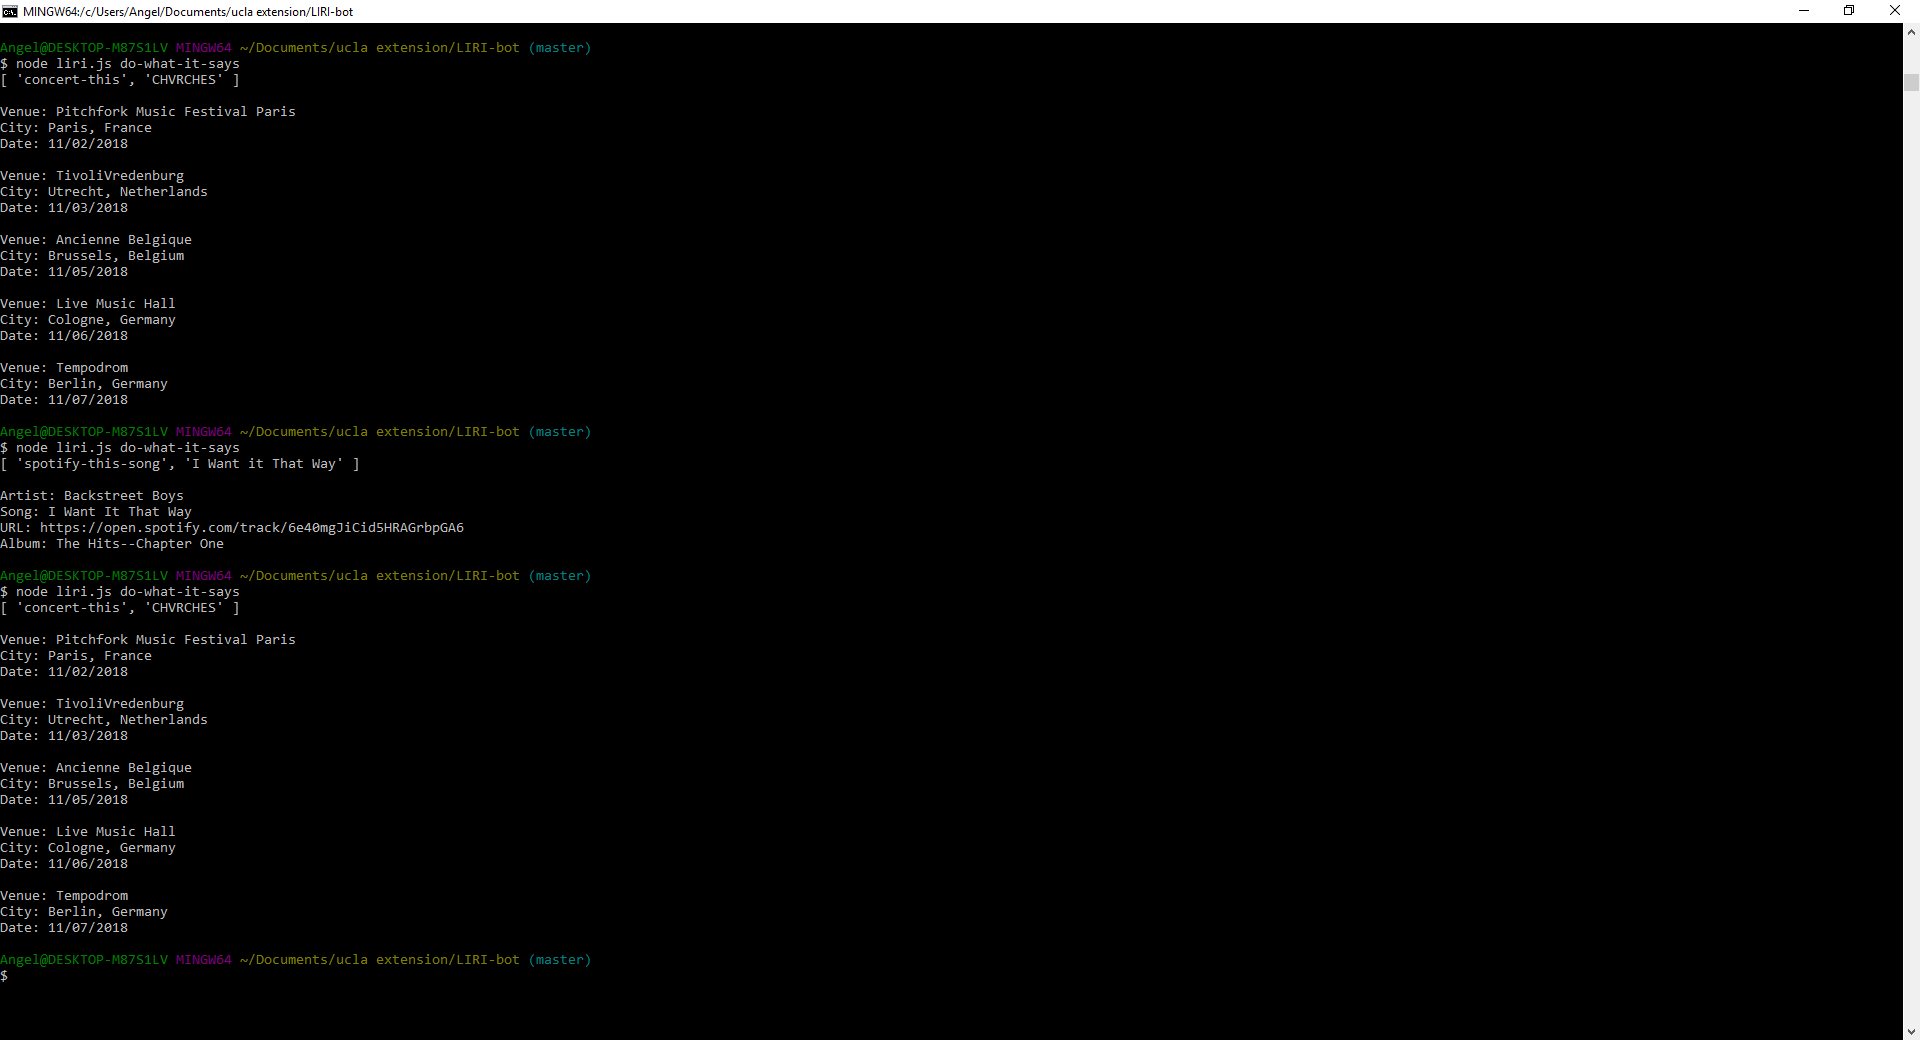 MINGW64:/c/Users/Angel/Documents/ucla extension/LIRI-bot
Angel@DESKTOP-M87S1LV MINGW64 ~/Documents/ucla extension/LIRI-bot (master)
$ node liri.js do-what-it-says
[ 'concert-this', 'CHVRCHES' ]
Venue: Pitchfork Music Festival Paris
City: Paris, France
Date: 11/02/2018
Venue: TivoliVredenburg
City: Utrecht, Netherlands
Date: 11/03/2018
Venue: Ancienne Belgique
City: Brussels, Belgium
Date: 11/05/2018
Venue: Live Music Hall
City: Cologne, Germany
Date: 11/06/2018
Venue: Tempodrom
City: Berlin, Germany
Date: 11/07/2018
Angel@DESKTOP-M87S1LV MINGW64 ~/Documents/ucla extension/LIRI-bot (master)
$ node liri.js do-what-it-says
[ 'spotify-this-song', 'I Want it That Way' ]
Artist: Backstreet Boys
Song: I Want It That Way
URL: https://open.spotify.com/track/6e40mgJiCid5HRAGrbpGA6
Album: The Hits--Chapter One
Angel@DESKTOP-M87S1LV MINGW64 ~/Documents/ucla extension/LIRI-bot (master)
$ node liri.js do-what-it-says
[ 'concert-this', 'CHVRCHES' ]
Venue: Pitchfork Music Festival Paris
City: Paris, France
Date: 11/02/2018
Venue: TivoliVredenburg
City: Utrecht, Netherlands
Date: 11/03/2018
Venue: Ancienne Belgique
City: Brussels, Belgium
Date: 11/05/2018
Venue: Live Music Hall
City: Cologne, Germany
Date: 11/06/2018
Venue: Tempodrom
City: Berlin, Germany
Date: 11/07/2018
Angel@DESKTOP-M87S1LV MINGW64 ~/Documents/ucla extension/LIRI-bot (master)
$